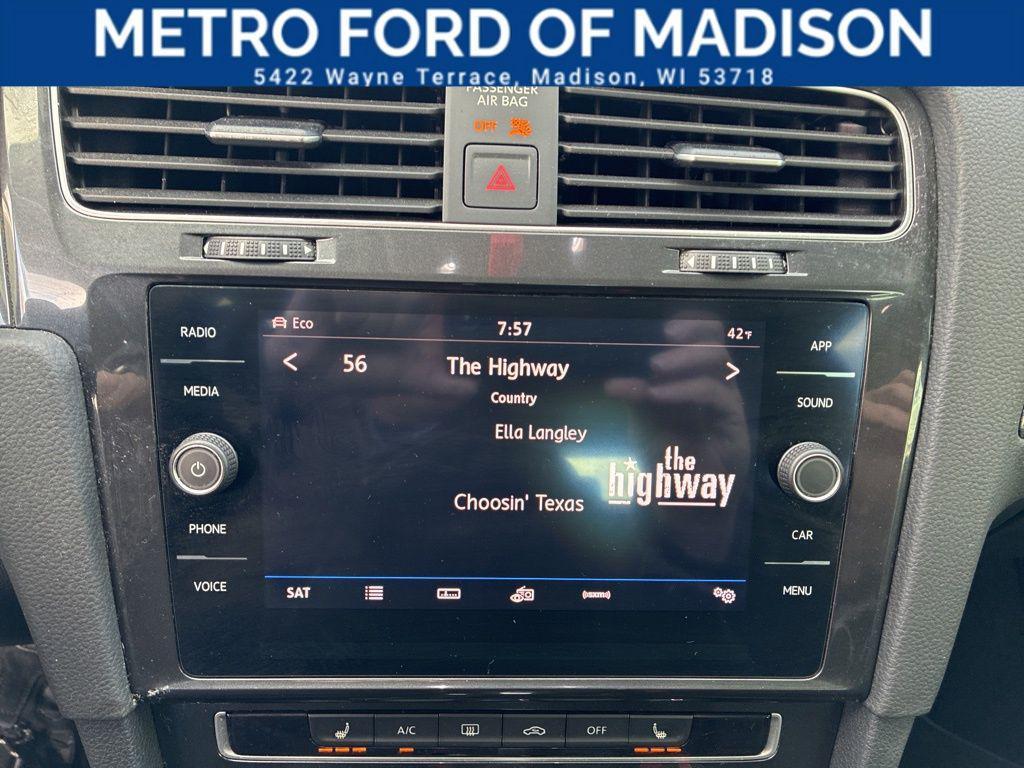 METRO FORD OF MADISON
5422 Wayne Terrace, Madison, WI 53718
PASSENGER
AIR BAG
OFF
RADIO
MEDIA
PHONE
VOICE
Eco 7:57 42°F
< 56 The Highway >
Country
Ella Langley
the
highway
Choosin' Texas
SAT ((sxm))
APP
SOUND
CAR
MENU
A/C OFF